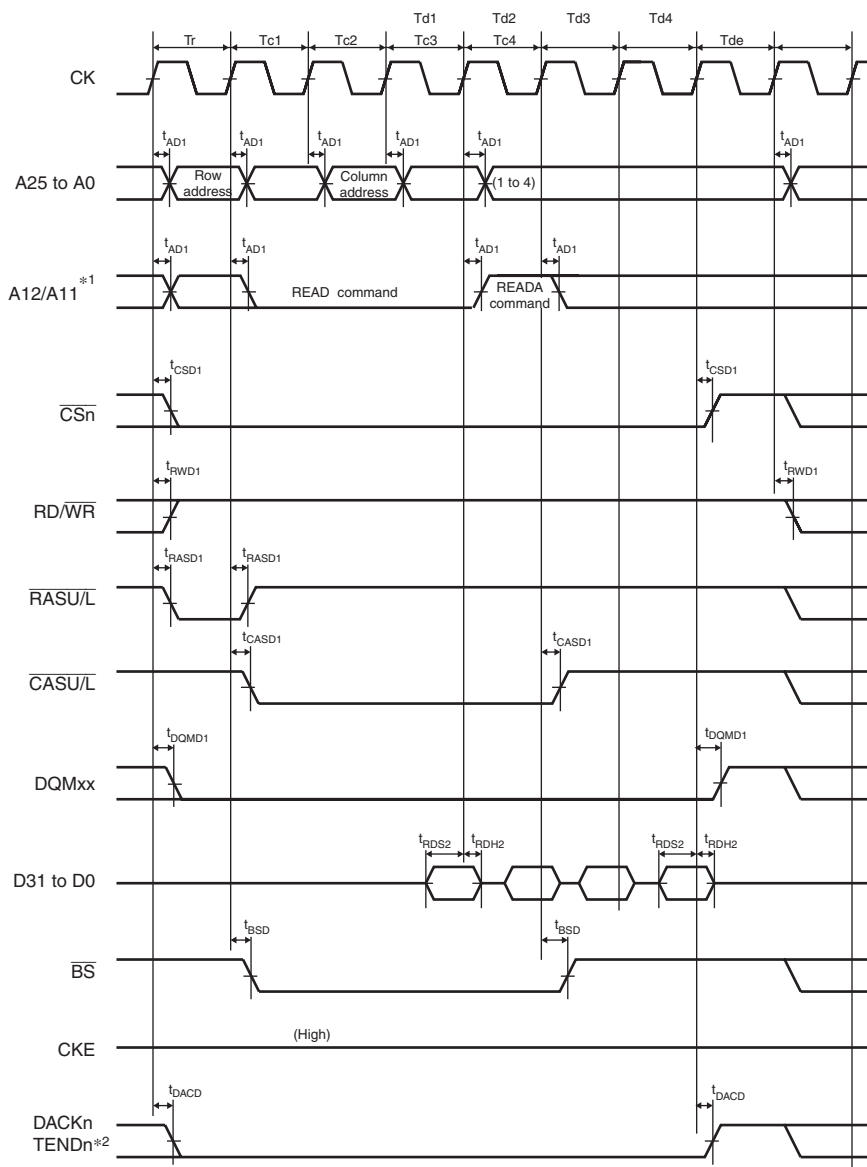 Td1 Td2 Td3 Td4
Tr Tc1 Tc2 Tc3 Tc4 Tde
CK
tAD1 tAD1 tAD1 tAD1 tAD1 tAD1
A25 to A0
Row address
Column address
(1 to 4)
tAD1 tAD1 tAD1 tAD1
A12/A11 *1
READ command
READA command
tCSD1 tCSD1
CSn
tRWD1 tRWD1
RD/WR
tRASD1 tRASD1
RASU/L
tCASD1 tCASD1
CASU/L
tDQMD1 tDQMD1
DQMxx
tRDS2 tRDH2 tRDS2 tRDH2
D31 to D0
tBSD tBSD
BS
(High)
CKE
tDACD tDACD
DACKn
TENDn*2